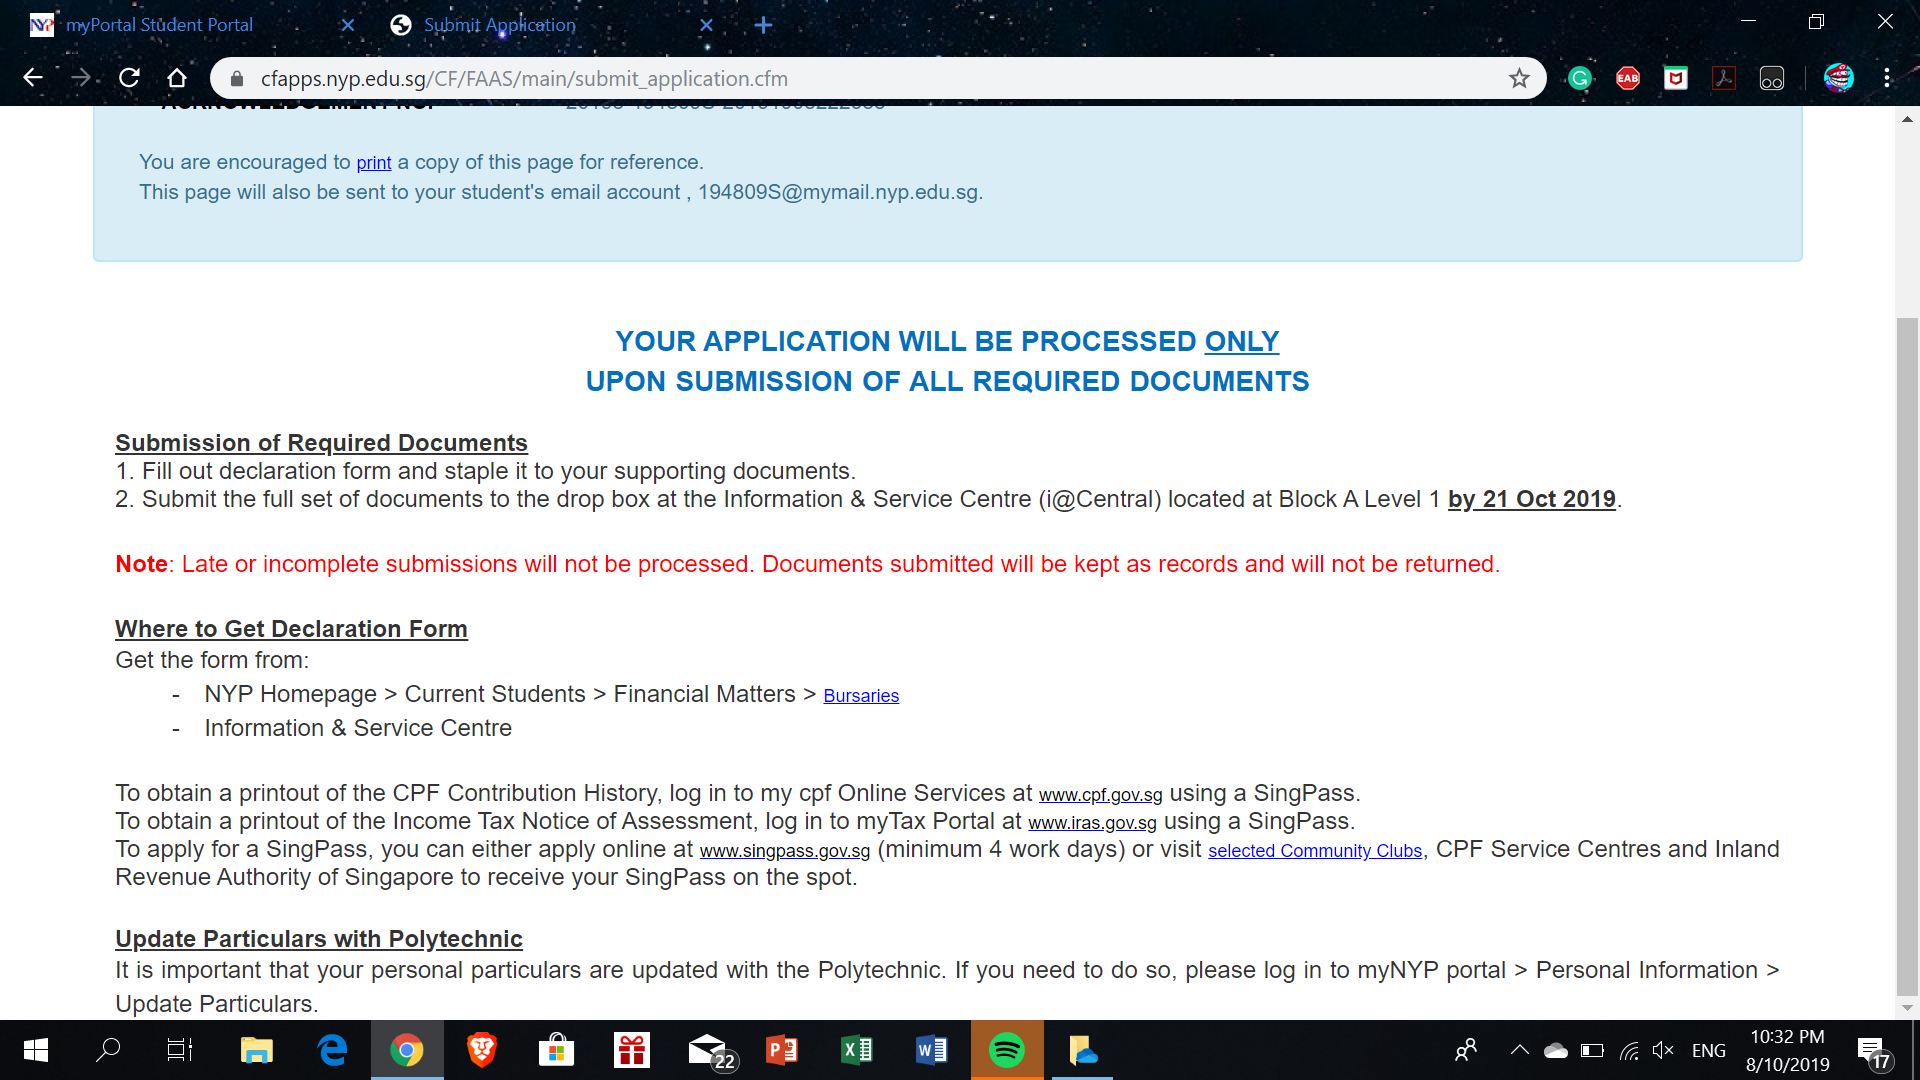 myPortal Student Portal
Submit Application
cfapps.nyp.edu.sg/CF/FAAS/main/submit_application.cfm
You are encouraged to print a copy of this page for reference.
This page will also be sent to your student's email account , 194809S@mymail.nyp.edu.sg.
YOUR APPLICATION WILL BE PROCESSED ONLY
UPON SUBMISSION OF ALL REQUIRED DOCUMENTS
Submission of Required Documents
1. Fill out declaration form and staple it to your supporting documents.
2. Submit the full set of documents to the drop box at the Information & Service Centre (i@Central) located at Block A Level 1 by 21 Oct 2019.
Note: Late or incomplete submissions will not be processed. Documents submitted will be kept as records and will not be returned.
Where to Get Declaration Form
Get the form from:
- NYP Homepage > Current Students > Financial Matters > Bursaries
- Information & Service Centre
To obtain a printout of the CPF Contribution History, log in to my cpf Online Services at www.cpf.gov.sg using a SingPass.
To obtain a printout of the Income Tax Notice of Assessment, log in to myTax Portal at www.iras.gov.sg using a SingPass.
To apply for a SingPass, you can either apply online at www.singpass.gov.sg (minimum 4 work days) or visit selected Community Clubs, CPF Service Centres and Inland
Revenue Authority of Singapore to receive your SingPass on the spot.
Update Particulars with Polytechnic
It is important that your personal particulars are updated with the Polytechnic. If you need to do so, please log in to myNYP portal > Personal Information >
Update Particulars.
22
ENG
10:32 PM
8/10/2019
17